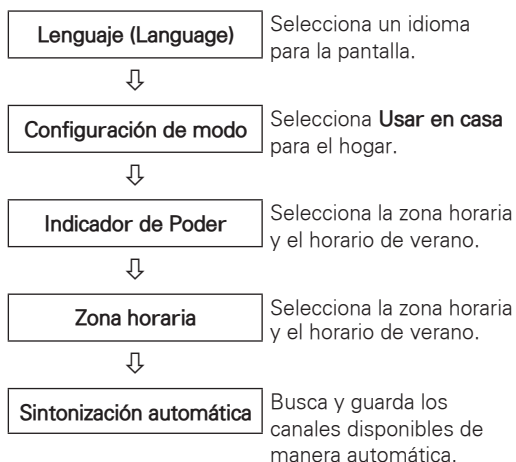 Lenguaje (Language)
Selecciona un idioma
para la pantalla.
Configuración de modo
Selecciona Usar en casa
para el hogar.
Indicador de Poder
Selecciona la zona horaria
y el horario de verano.
Zona horaria
Selecciona la zona horaria
y el horario de verano.
Sintonización automática
Busca y guarda los
canales disponibles de
manera automática.